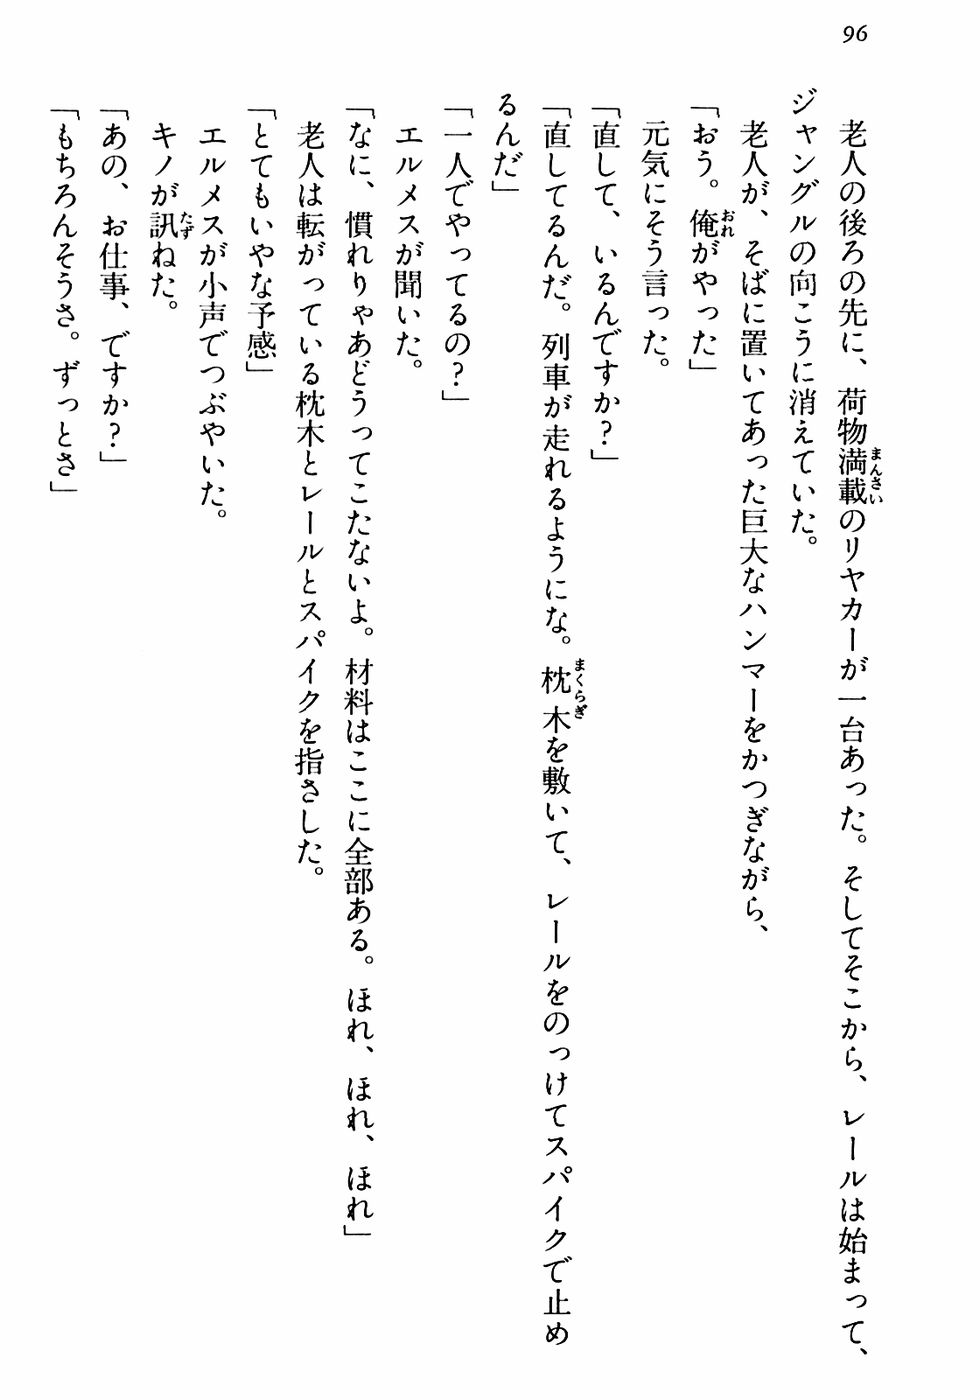 96
老人の後ろの先に、荷物満載のリヤカーが一台あった。そしてそこから、レールは始まって、
ジャングルの向こうに消えていた。
老人が、そばに置いてあった巨大なハンマーをかつぎながら、
「おう。俺がやった」
元気にそう言った。
「直して、いるんですか?」
「直してるんだ。列車が走れるようにな。枕木を敷いて、レールをのっけてスパイクで止め
るんだ」
「一人でやってるの?」
エルメスが聞いた。
「なに、慣れりゃあどうってこたないよ。材料はここに全部ある。ほれ、ほれ、ほれ」
老人は転がっている枕木とレールとスパイクを指さした。
「とてもいやな予感」
エルメスが小声でつぶやいた。
キノが訊ねた。
「あの、お仕事、ですか?」
「もちろんそうさ。ずっとさ」